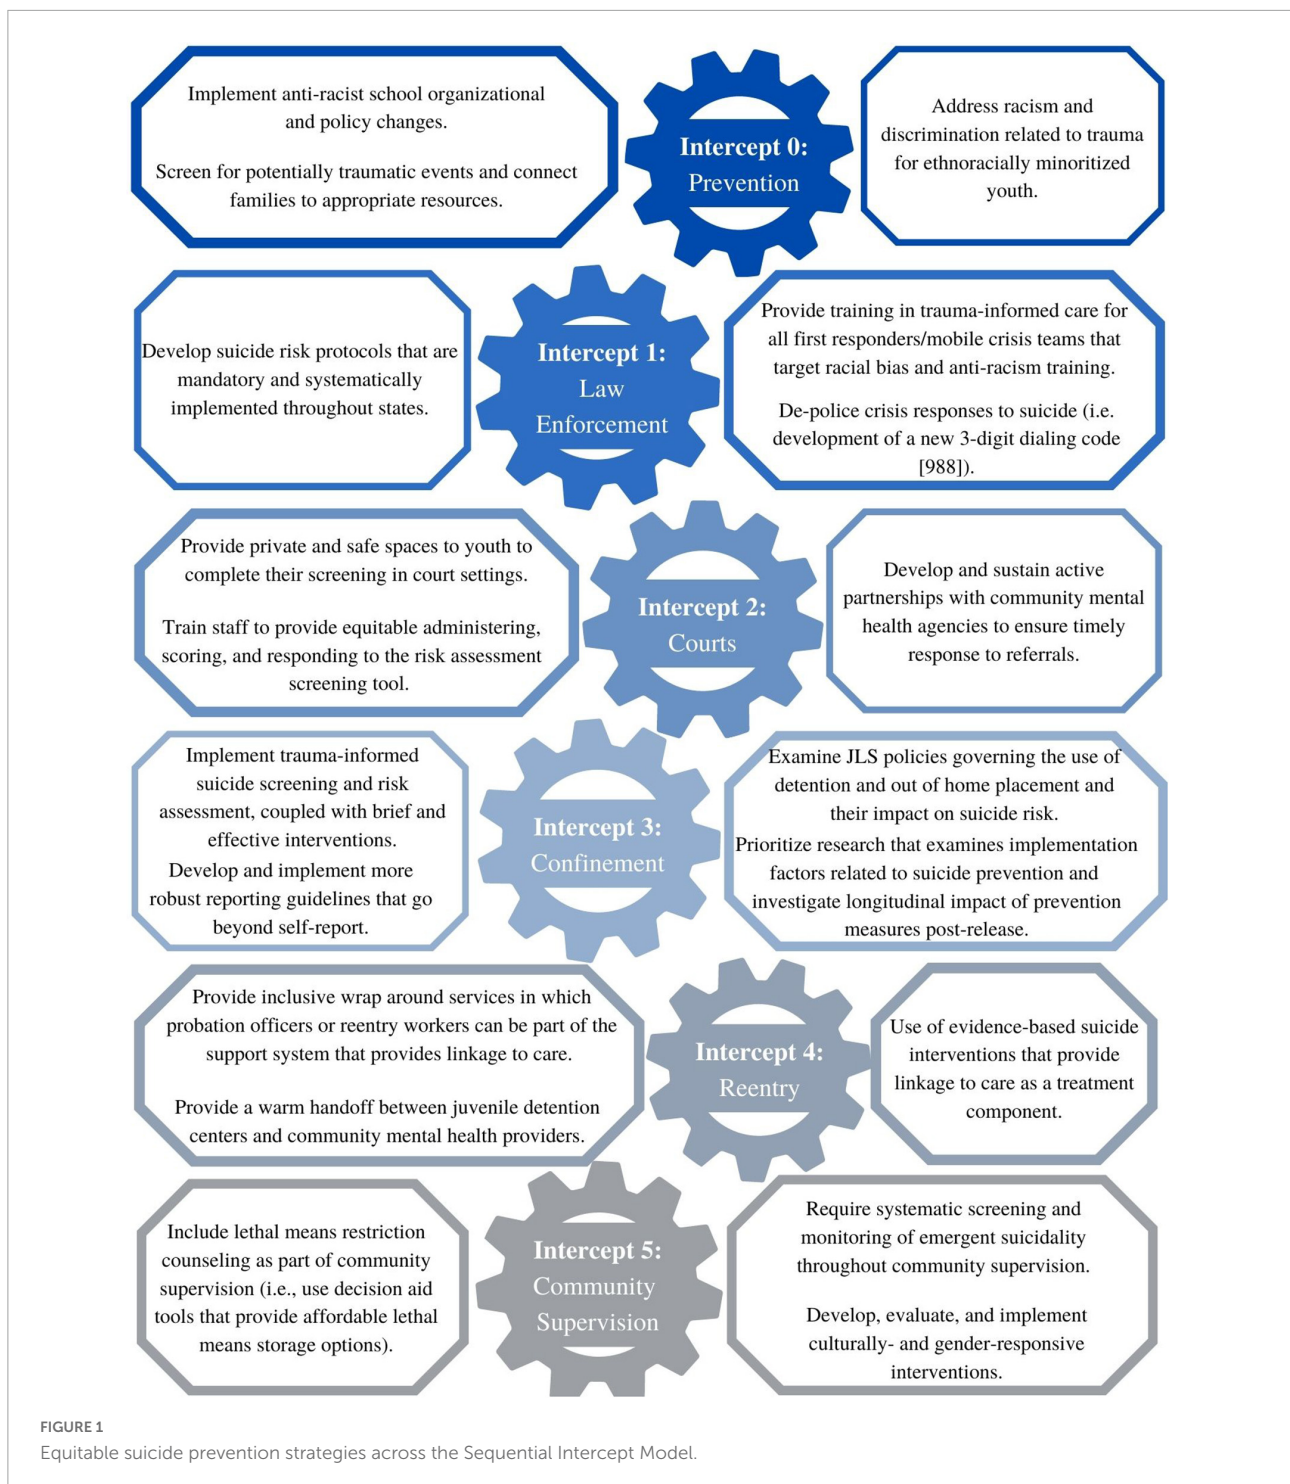 Implement anti-racist school organizational
and policy changes.
Screen for potentially traumatic events and connect
families to appropriate resources.
Intercept 0:
Prevention
Address racism and
discrimination related to trauma
for ethnoracially minoritized
youth.
Develop suicide risk protocols that are
mandatory and systematically
implemented throughout states.
Intercept 1:
Law
Enforcement
Provide training in trauma-informed care for
all first responders/mobile crisis teams that
target racial bias and anti-racism training.
De-police crisis responses to suicide (i.e.
development of a new 3-digit dialing code
[988]).
Provide private and safe spaces to youth to
complete their screening in court settings.
Train staff to provide equitable administering,
scoring, and responding to the risk assessment
screening tool.
Intercept 2:
Courts
Develop and sustain active
partnerships with community mental
health agencies to ensure timely
response to referrals.
Implement trauma-informed
suicide screening and risk
assessment, coupled with brief and
effective interventions.
Develop and implement more
robust reporting guidelines that go
beyond self-report.
Intercept 3:
Confinement
Examine JLS policies governing the use of
detention and out of home placement and
their impact on suicide risk.
Prioritize research that examines implementation
factors related to suicide prevention and
investigate longitudinal impact of prevention
measures post-release.
Provide inclusive wrap around services in which
probation officers or reentry workers can be part of the
support system that provides linkage to care.
Provide a warm handoff between juvenile detention
centers and community mental health providers.
Intercept 4:
Reentry
Use of evidence-based suicide
interventions that provide
linkage to care as a treatment
component.
Include lethal means restriction
counseling as part of community
supervision (i.e., use decision aid
tools that provide affordable lethal
means storage options).
Intercept 5:
Community
Supervision
Require systematic screening and
monitoring of emergent suicidality
throughout community supervision.
Develop, evaluate, and implement
culturally- and gender-responsive
interventions.
FIGURE 1
Equitable suicide prevention strategies across the Sequential Intercept Model.